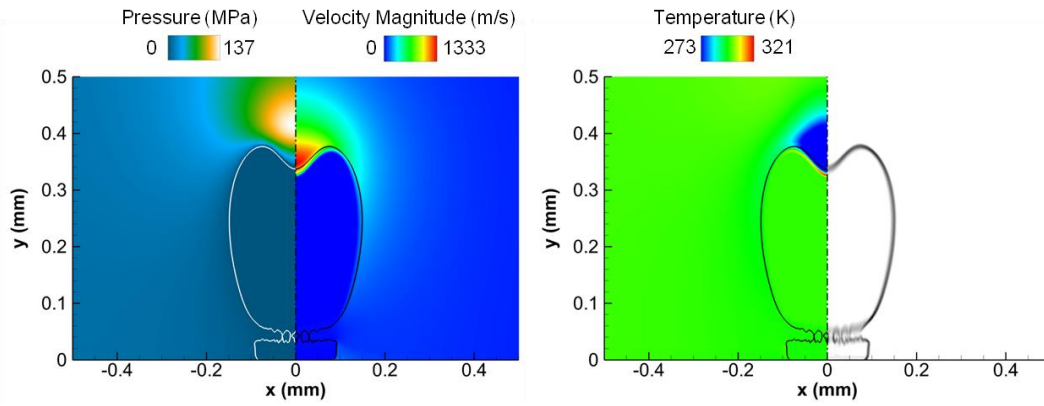 Pressure (MPa) Velocity Magnitude (m/s) Temperature (K)
0 137 0 1333 273 321
0.5 0.5
0.4 0.4
0.3 0.3
y (mm) y (mm)
0.2 0.2
0.1 0.1
0 0
-0.4 -0.2 0 0.2 0.4 -0.4 -0.2 0 0.2 0.4
x (mm) x (mm)